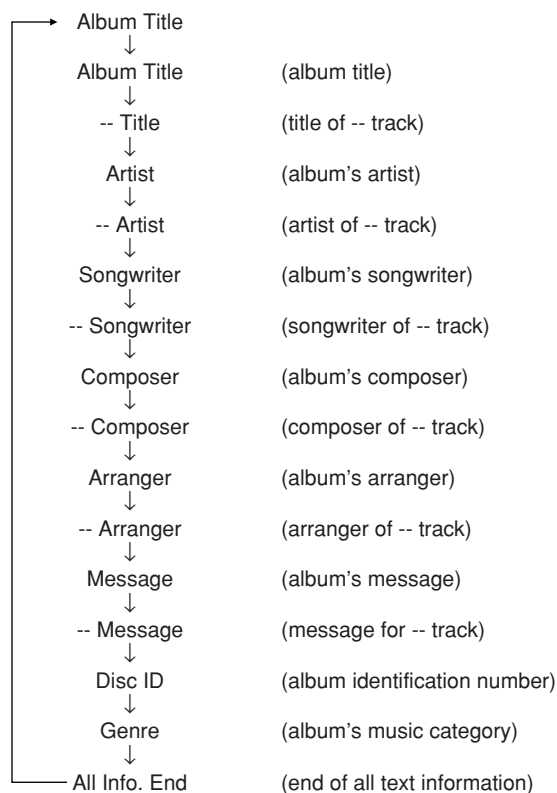 Album Title
↓
Album Title (album title)
↓
-- Title (title of -- track)
↓
Artist (album's artist)
↓
-- Artist (artist of -- track)
↓
Songwriter (album's songwriter)
↓
-- Songwriter (songwriter of -- track)
↓
Composer (album's composer)
↓
-- Composer (composer of -- track)
↓
Arranger (album's arranger)
↓
-- Arranger (arranger of -- track)
↓
Message (album's message)
↓
-- Message (message for -- track)
↓
Disc ID (album identification number)
↓
Genre (album's music category)
↓
All Info. End (end of all text information)